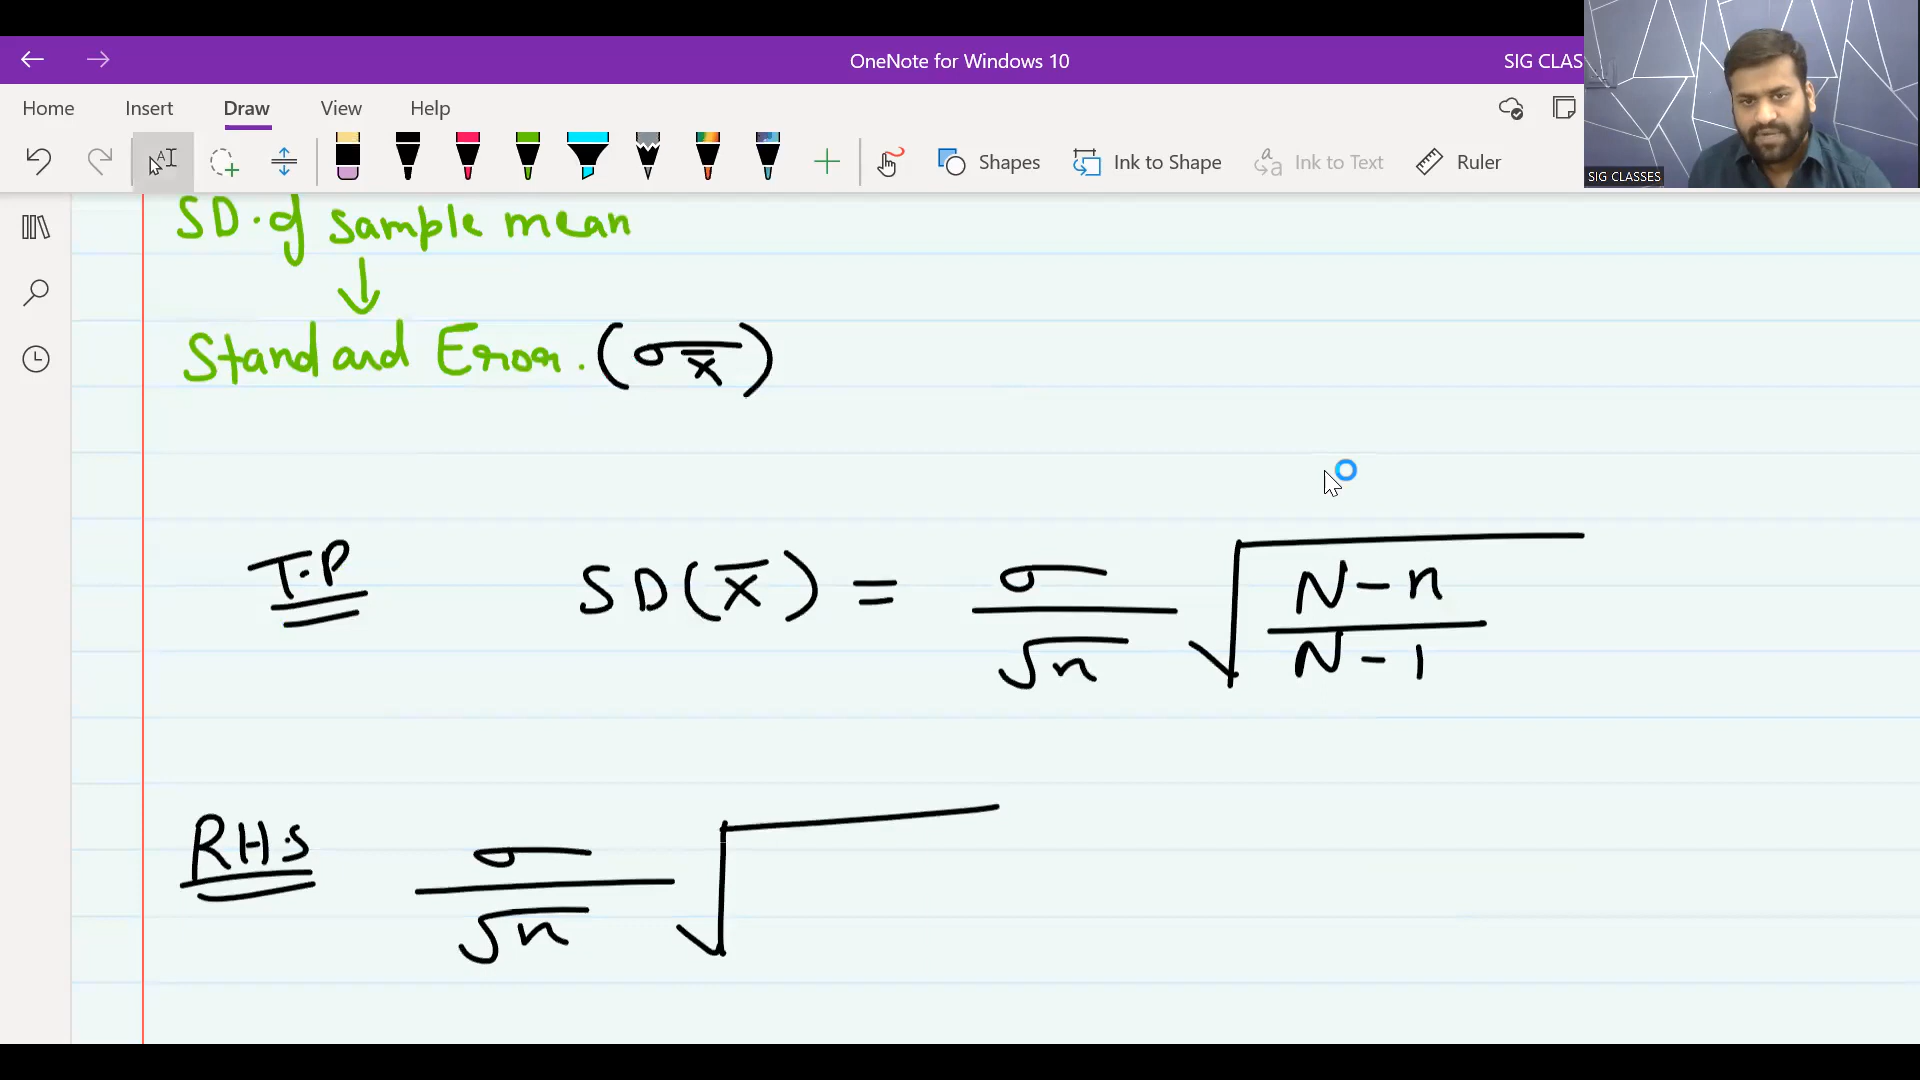 OneNote for Windows 10
SIG CLAS
Home Insert Draw View Help
Shapes Ink to Shape Ink to Text Ruler
SIG CLASSES
SD. of sample mean
↓
Standard Error. (σx̄)
T.P SD(x̄) = σ/√n √((N-n)/(N-1))
RH.S σ/√n √